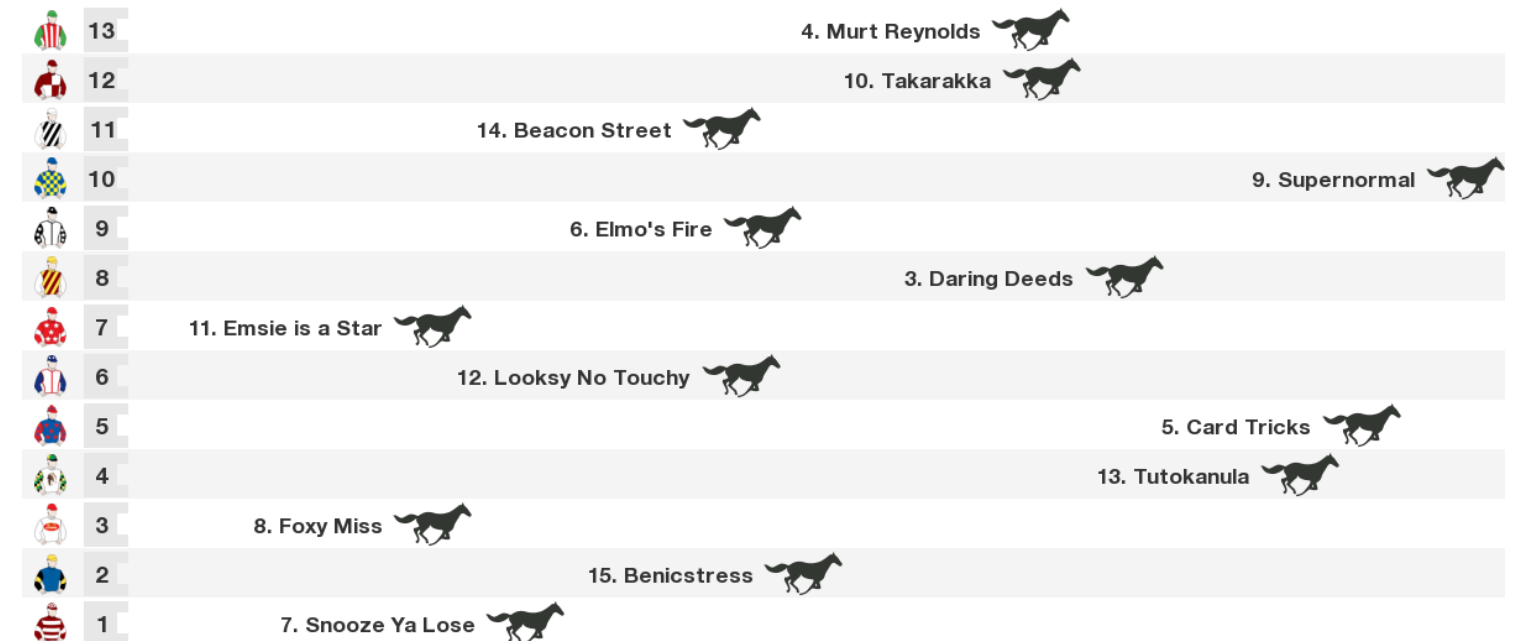 13 4. Murt Reynolds
12 10. Takarakka
11 14. Beacon Street
10 9. Supernormal
9 6. Elmo's Fire
8 3. Daring Deeds
7 11. Emsie is a Star
6 12. Looksy No Touchy
5 5. Card Tricks
4 13. Tutokanula
3 8. Foxy Miss
2 15. Benicstress
1 7. Snooze Ya Lose